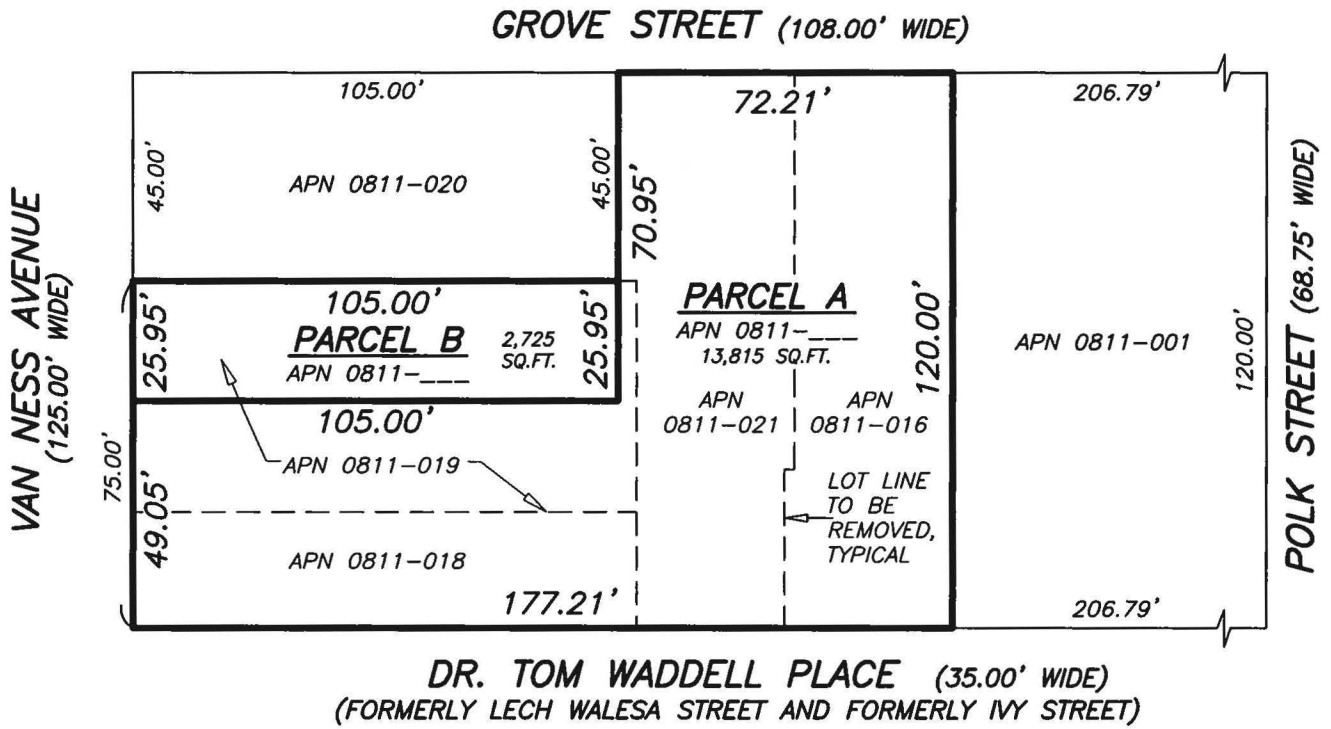 GROVE STREET (108.00' WIDE)
105.00'
72.21'
206.79'
45.00'
APN 0811-020
45.00'
70.95'
VAN NESS AVENUE
(125.00' WIDE)
POLK STREET (68.75' WIDE)
25.95'
105.00'
PARCEL B
APN 0811-___
2,725
SQ.FT.
25.95'
PARCEL A
APN 0811-___
13,815 SQ.FT.
120.00'
APN 0811-001
120.00'
APN
0811-021
APN
0811-016
105.00'
75.00'
APN 0811-019
49.05'
LOT LINE
TO BE
REMOVED,
TYPICAL
APN 0811-018
177.21'
206.79'
DR. TOM WADDELL PLACE (35.00' WIDE)
(FORMERLY LECH WALESA STREET AND FORMERLY IVY STREET)